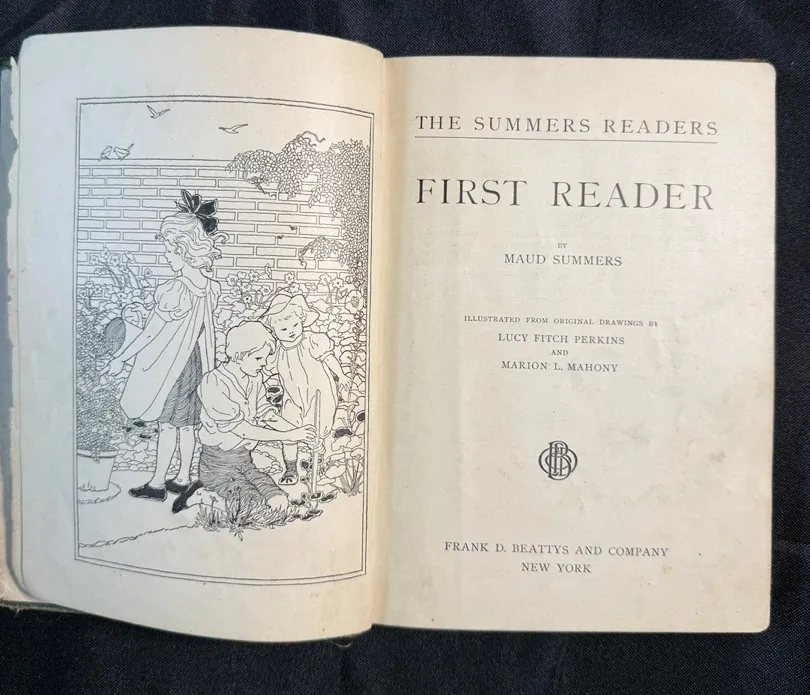 THE SUMMERS READERS
FIRST READER
BY
MAUD SUMMERS
ILLUSTRATED FROM ORIGINAL DRAWINGS BY
LUCY FITCH PERKINS
AND
MARION L. MAHONY
FRANK D. BEATTYS AND COMPANY
NEW YORK